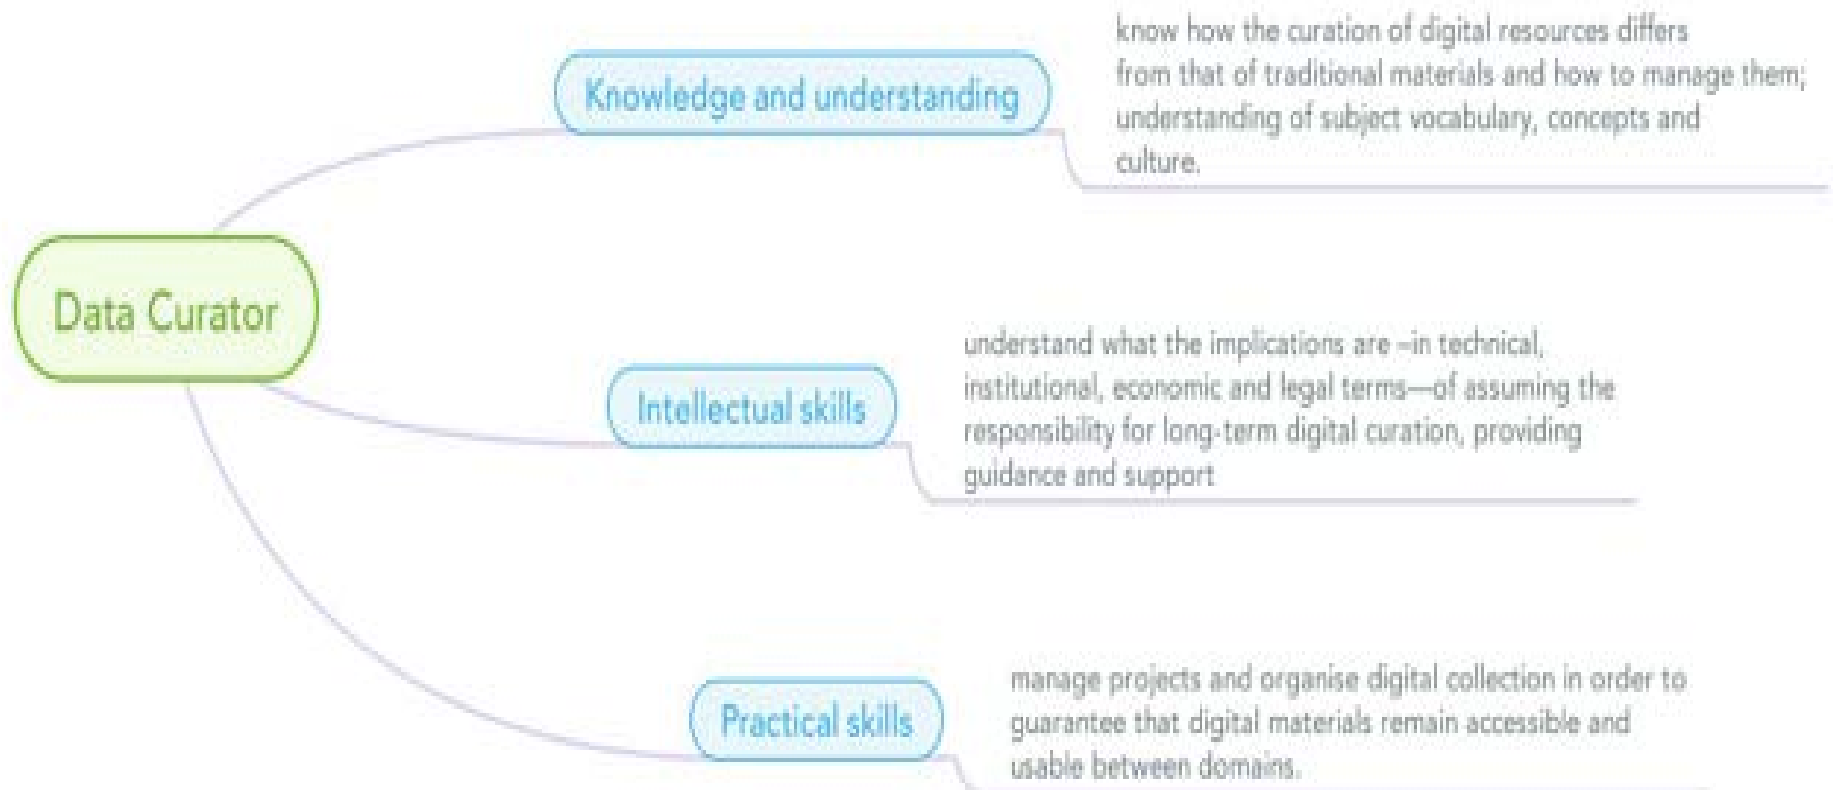 Data Curator
Knowledge and understanding
know how the curation of digital resources differs
from that of traditional materials and how to manage them;
understanding of subject vocabulary, concepts and
culture.
Intellectual skills
understand what the implications are –in technical,
institutional, economic and legal terms—of assuming the
responsibility for long-term digital curation, providing
guidance and support
Practical skills
manage projects and organise digital collection in order to
guarantee that digital materials remain accessible and
usable between domains.